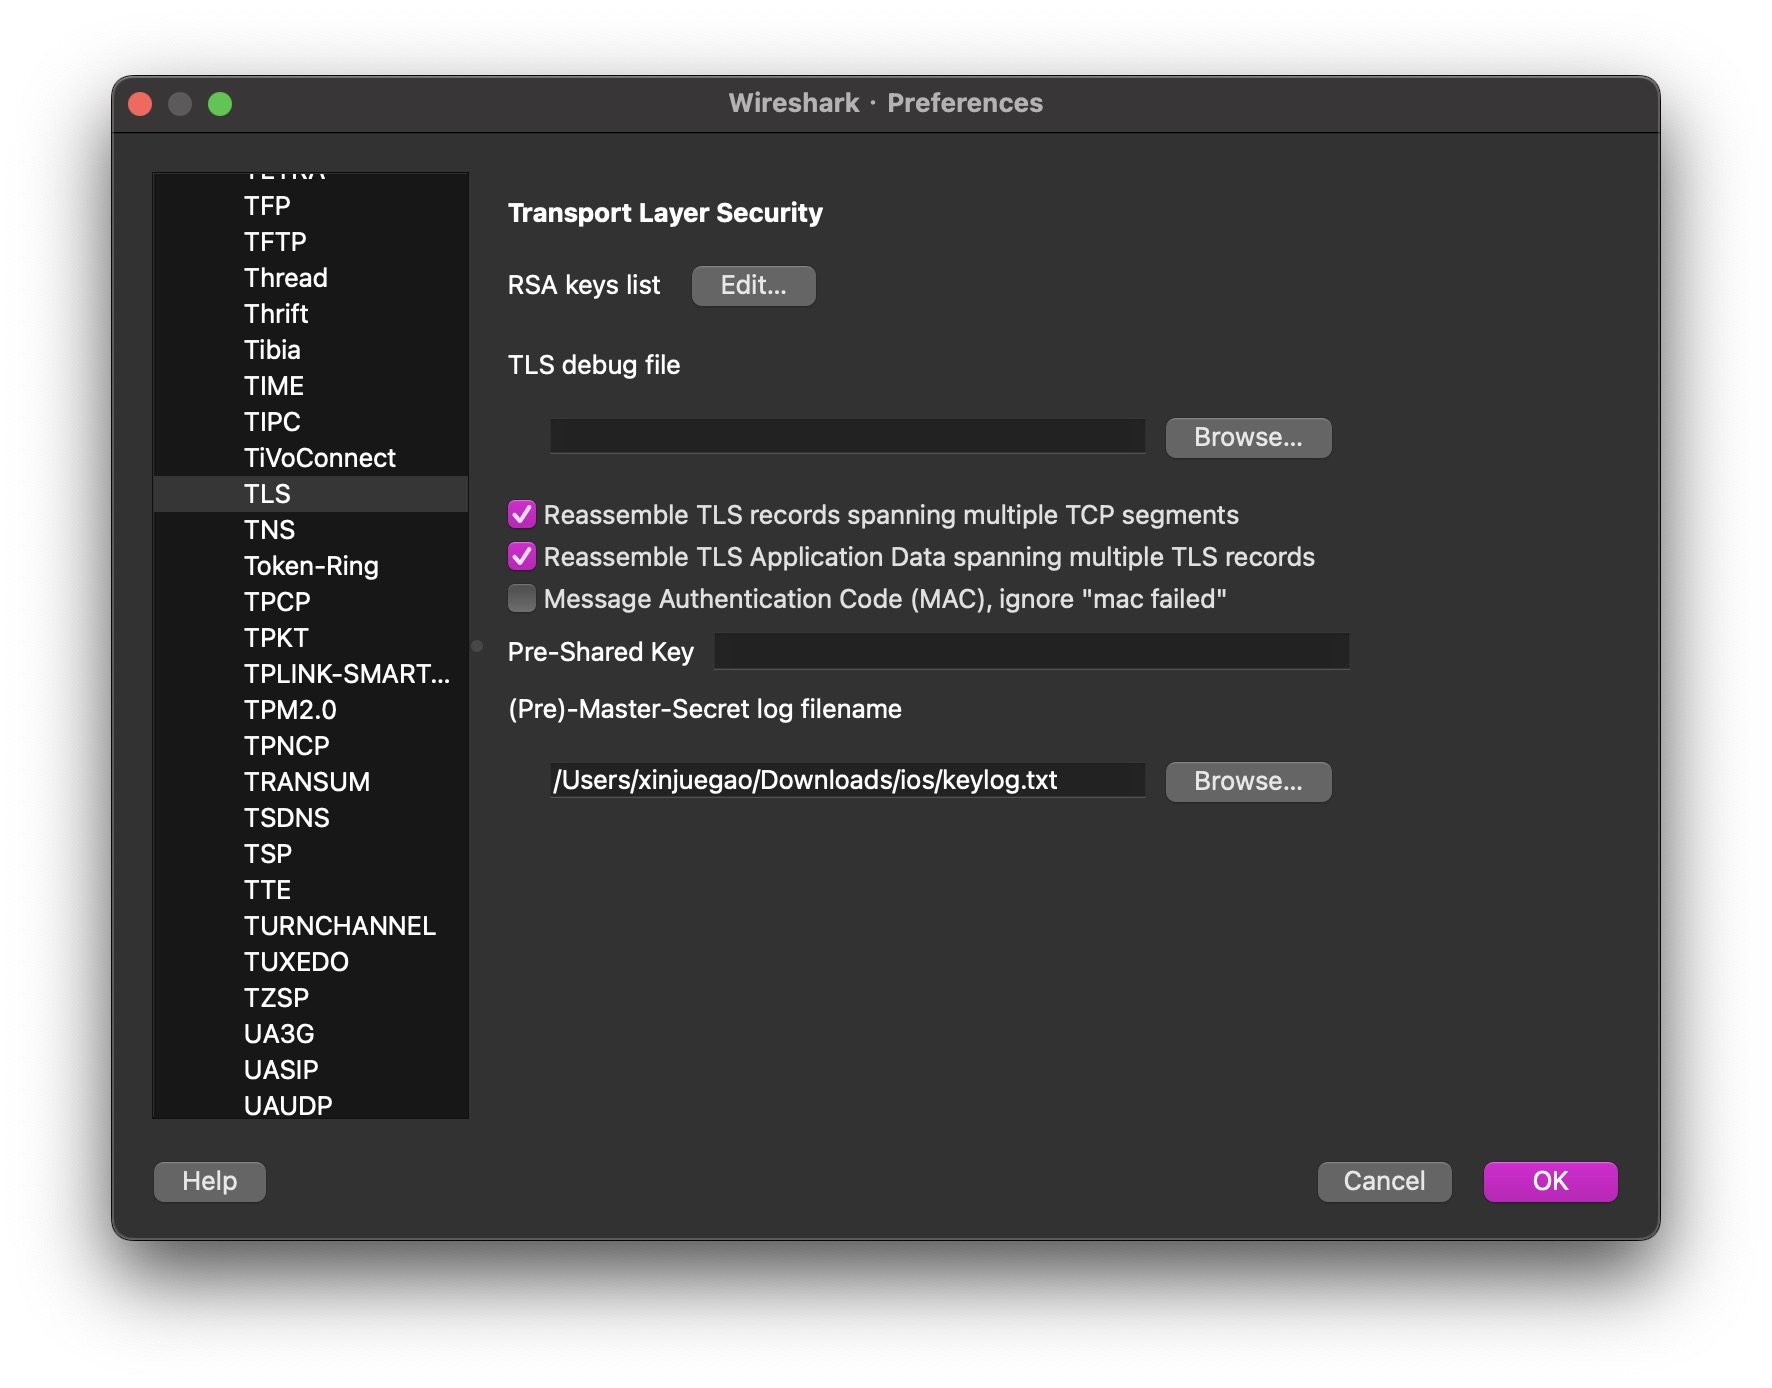 Wireshark · Preferences
TETRA
TFP
TFTP
Thread
Thrift
Tibia
TIME
TIPC
TiVoConnect
TLS
TNS
Token-Ring
TPCP
TPKT
TPLINK-SMART...
TPM2.0
TPNCP
TRANSUM
TSDNS
TSP
TTE
TURNCHANNEL
TUXEDO
TZSP
UA3G
UASIP
UAUDP
Transport Layer Security
RSA keys list Edit...
TLS debug file
Browse...
Reassemble TLS records spanning multiple TCP segments
Reassemble TLS Application Data spanning multiple TLS records
Message Authentication Code (MAC), ignore "mac failed"
Pre-Shared Key
(Pre)-Master-Secret log filename
/Users/xinjuegao/Downloads/ios/keylog.txt Browse...
Help Cancel OK